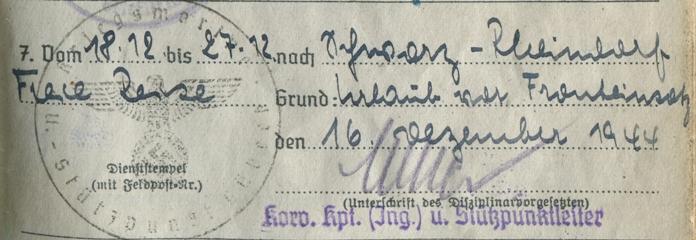 7. Vom 18.12 bis 27.12 nach Schwarz-Rheindorf
Freie Reise Grund: Urlaub vor Fronteinsatz
den 16. Dezember 1944
Dienststempel
(mit Feldpost-Nr.)
(Unterschrift des Disziplinarvorgesetzten)
Korv. Kpt. (Ing.) u. Stützpunktleiter